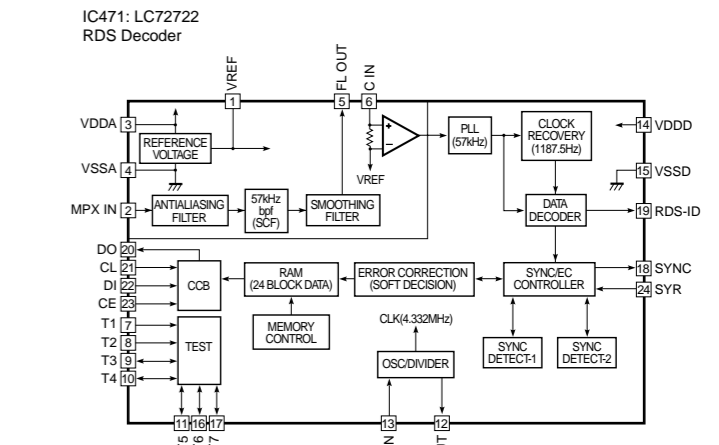 IC471: LC72722
RDS Decoder
VREF
FL OUT
C IN
1
5
6
VDDA 3
REFERENCE
VOLTAGE
VSSA 4
+
−
VREF
PLL
(57kHz)
CLOCK
RECOVERY
(1187.5Hz)
14 VDDD
15 VSSD
MPX IN 2
ANTIALIASING
FILTER
57kHz
bpf
(SCF)
SMOOTHING
FILTER
DATA
DECODER
19 RDS-ID
DO 20
CL 21
DI 22
CE 23
CCB
RAM
(24 BLOCK DATA)
ERROR CORRECTION
(SOFT DECISION)
SYNC/EC
CONTROLLER
18 SYNC
24 SYR
MEMORY
CONTROL
CLK(4.332MHz)
OSC/DIVIDER
SYNC
DETECT-1
SYNC
DETECT-2
T1 7
T2 8
T3 9
T4 10
TEST
11 16 17
13
12